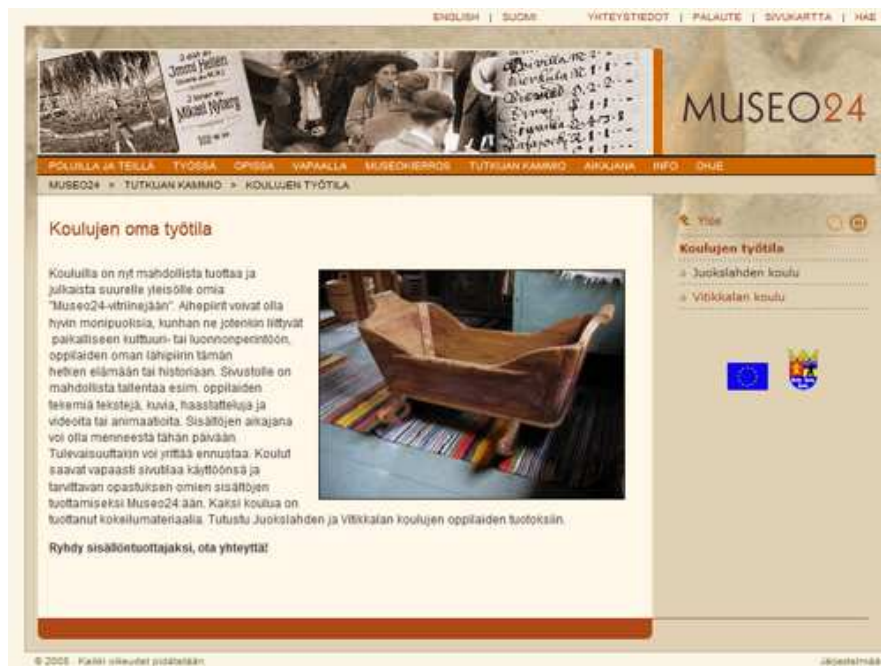 ENGLISH | SUOMI YHTEYSTIEDOT | PALAUTE | SIVUKARTTA | HAE
Jmmi Hellén
Mikael Nyberg
MUSEO24
POLUILLA JA TEILLÄ TYÖSSÄ OPISSA VAPAALLA MUSEOKIERROS TUTKIJAN KAMMIO AIKAJANA INFO OHJE
MUSEO24 » TUTKIJAN KAMMIO » KOULUJEN TYÖTILA
Koulujen oma työtila
Ylös
Koulujen työtila
» Juokslahden koulu
» Vitikkalan koulu
Kouluilla on nyt mahdollista tuottaa ja
julkaista suurelle yleisölle omia
"Museo24-vitriinejään". Aihepiirit voivat olla
hyvin monipuolisia, kunhan ne jotenkin liittyvät
paikalliseen kulttuuri- tai luonnonperintöön,
oppilaiden oman lähipiirin tämän
hetken elämään tai historiaan. Sivustolle on
mahdollista tallentaa esim. oppilaiden
tekemiä tekstejä, kuvia, haastatteluja ja
videoita tai animaatioita. Sisältöjen aikajana
voi olla menneestä tähän päivään.
Tulevaisuuttakin voi yrittää ennustaa. Koulut
saavat vapaasti sivutilaa käyttöönsä ja
tarvittavan opastuksen omien sisältöjen
tuottamiseksi Museo24:ään. Kaksi koulua on
tuottanut kokeilumateriaalia. Tutustu Juokslahden ja Vitikkalan koulujen oppilaiden tuotoksiin.
Ryhdy sisällöntuottajaksi, ota yhteyttä!
© 2005 Kaikki oikeudet pidätetään Järjestelmää